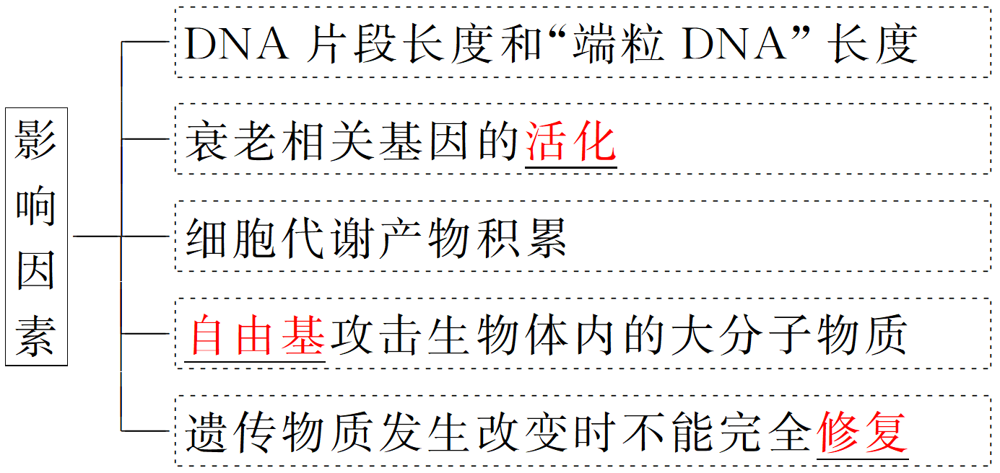 影响因素
DNA 片段长度和“端粒 DNA”长度
衰老相关基因的活化
细胞代谢产物积累
自由基攻击生物体内的大分子物质
遗传物质发生改变时不能完全修复